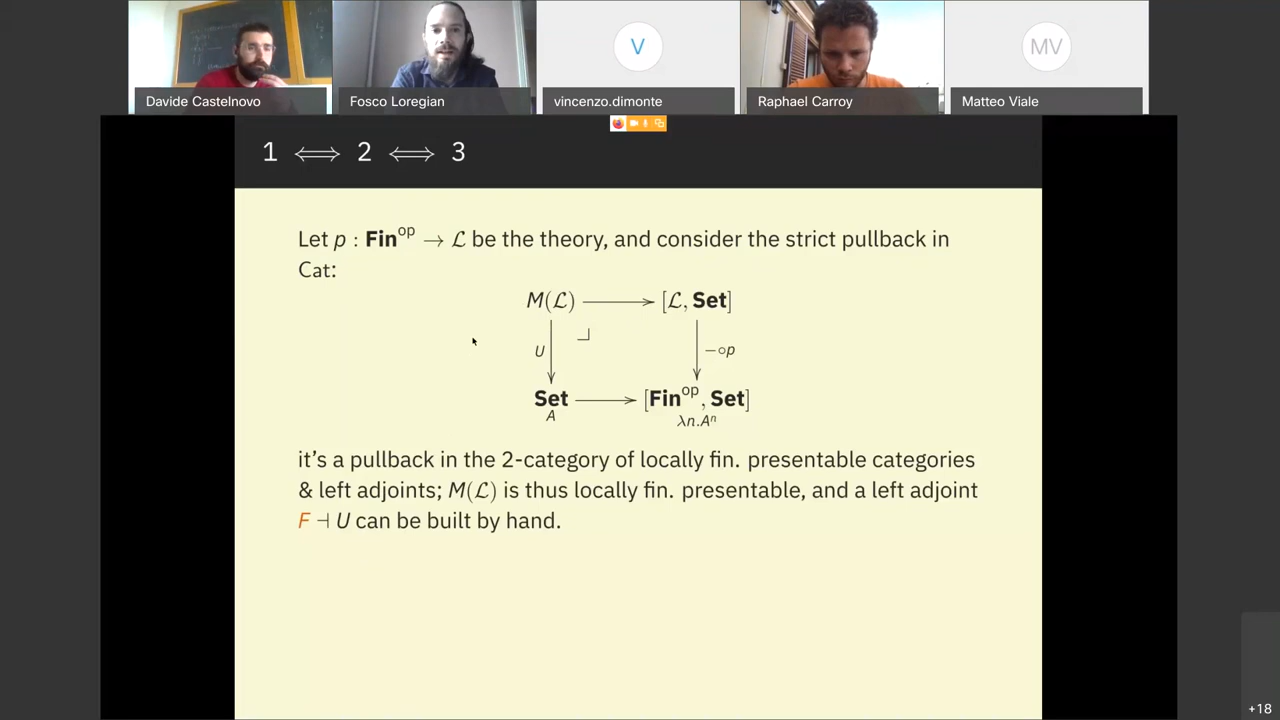 V
MV
Davide Castelnovo
Fosco Loregian
vincenzo.dimonte
Raphael Carroy
Matteo Viale
1 ⟺ 2 ⟺ 3
Let p : Fin^op → ℒ be the theory, and consider the strict pullback in
Cat:
M(ℒ) ⟶ [ℒ, Set]
U ⌟ −∘p
Set ⟶ [Fin^op, Set]
A λn.Aⁿ
it's a pullback in the 2-category of locally fin. presentable categories
& left adjoints; M(ℒ) is thus locally fin. presentable, and a left adjoint
F ⊣ U can be built by hand.
+18